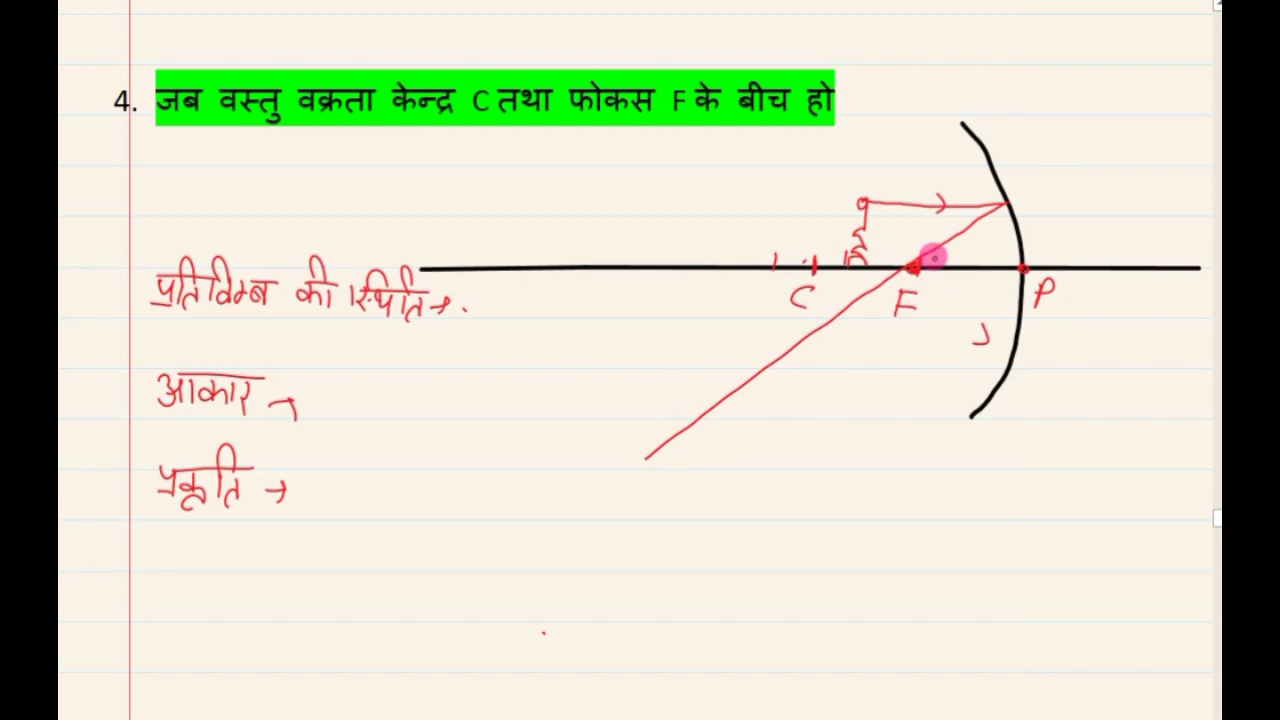 4. जब वस्तु वक्रता केन्द्र C तथा फोकस F के बीच हो
प्रतिविम्ब की स्थिति →
C F P
आकार →
प्रकृति →